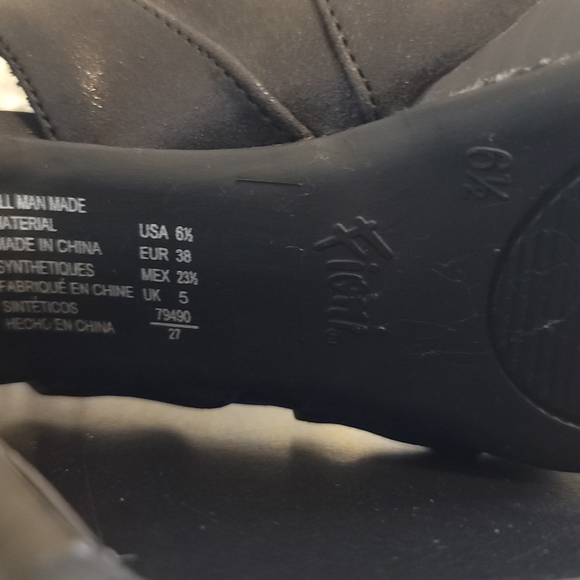 LL MAN MADE
MATERIAL
MADE IN CHINA
SYNTHETIQUES
FABRIQUÉ EN CHINE
SINTÉTICOS
HECHO EN CHINA
USA 6½
EUR 38
MEX 23½
UK 5
79490
27
Fioni
6½